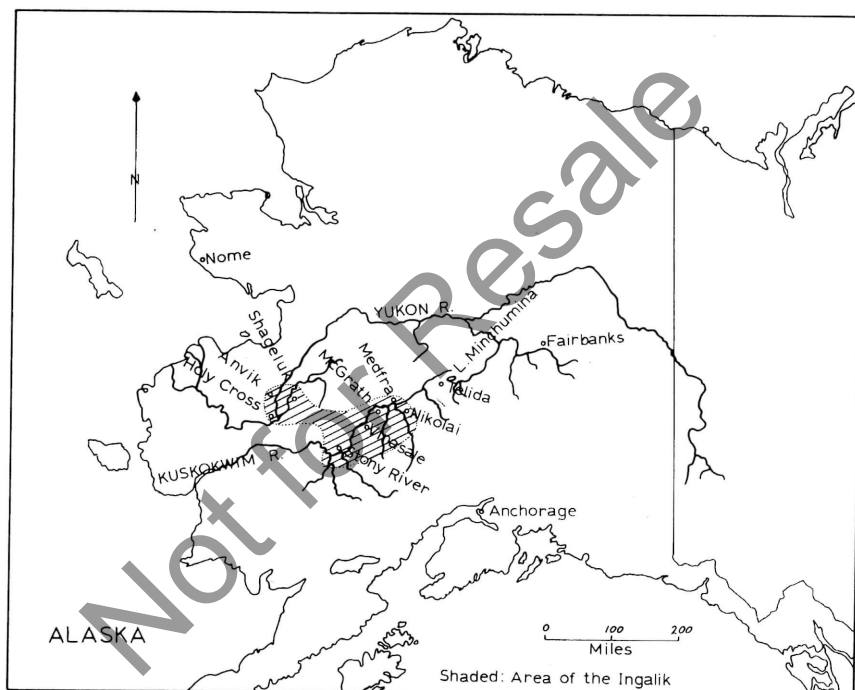 N
Nome
YUKON R.
L. Minchumina
Fairbanks
Shageluk
Anvik
Holy Cross
McGrath
Medfra
Nikolai
Stony River
KUSKOKWIM R.
Anchorage
ALASKA
0 100 200
Miles
Shaded: Area of the Ingalik
Not for Resale